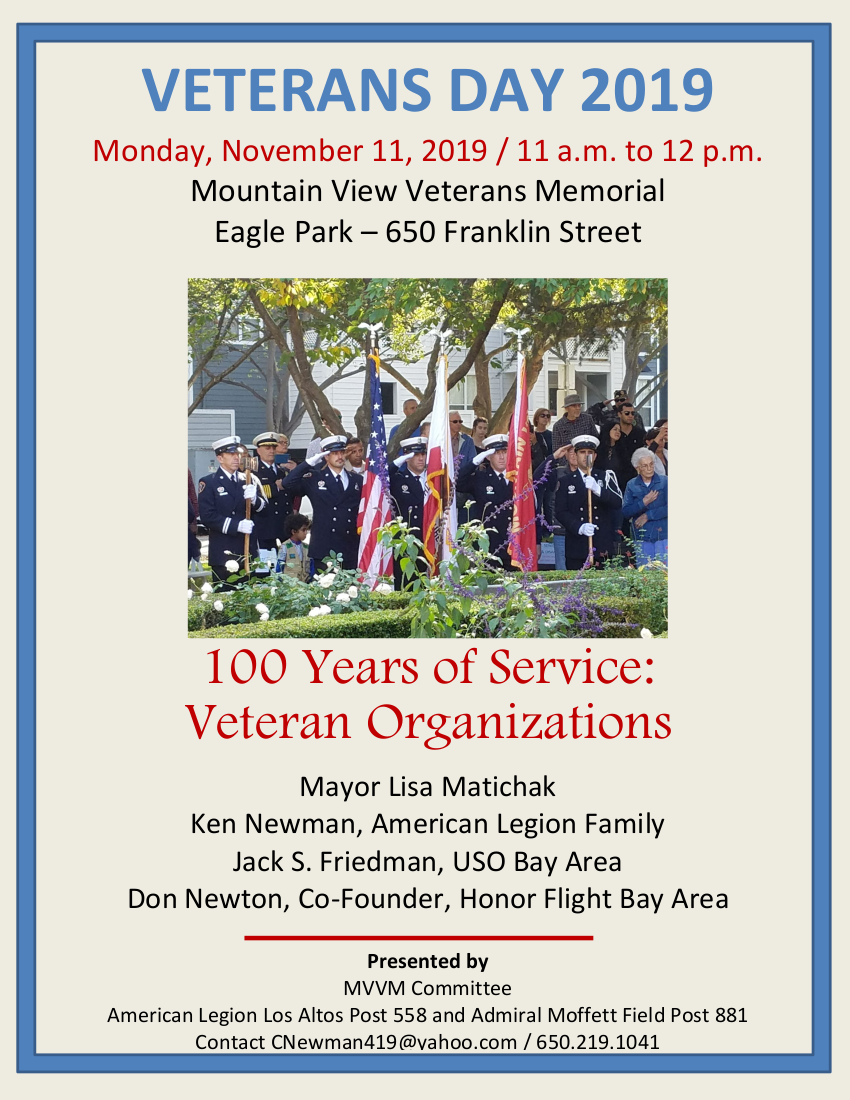 VETERANS DAY 2019
Monday, November 11, 2019 / 11 a.m. to 12 p.m.
Mountain View Veterans Memorial
Eagle Park – 650 Franklin Street
100 Years of Service:
Veteran Organizations
Mayor Lisa Matichak
Ken Newman, American Legion Family
Jack S. Friedman, USO Bay Area
Don Newton, Co-Founder, Honor Flight Bay Area
Presented by
MVVM Committee
American Legion Los Altos Post 558 and Admiral Moffett Field Post 881
Contact CNewman419@yahoo.com / 650.219.1041